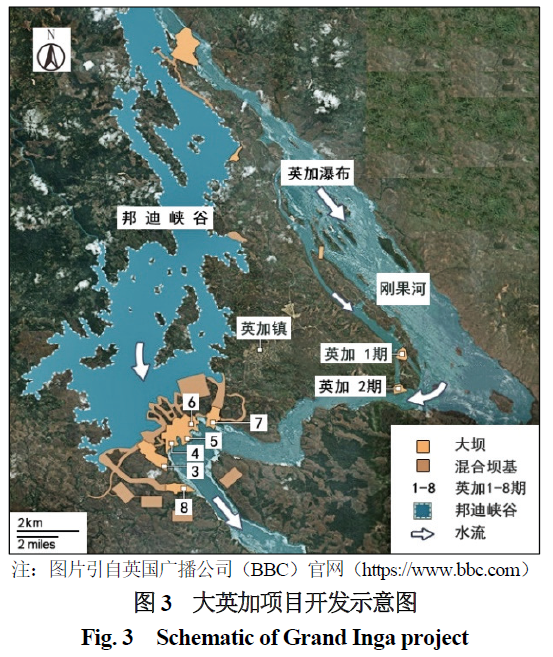 N
英加瀑布
邦迪峡谷
刚果河
英加镇
英加 1期
英加 2期
6
7
5
4
3
8
大坝
混合坝基
1-8 英加1-8期
邦迪峡谷
水流
2km
2 miles
注：图片引自英国广播公司（BBC）官网（https://www.bbc.com）
图 3 大英加项目开发示意图
Fig. 3 Schematic of Grand Inga project